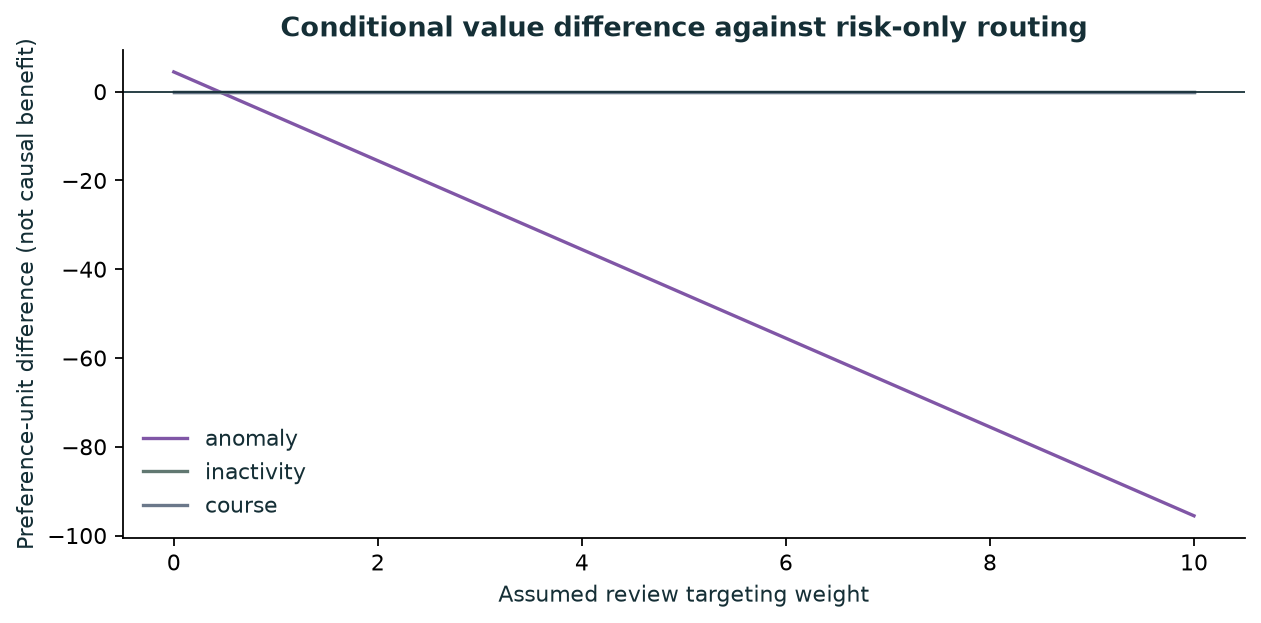 Conditional value difference against risk-only routing
Preference-unit difference (not causal benefit)
0
−20
−40
−60
−80
−100
anomaly
inactivity
course
0 2 4 6 8 10
Assumed review targeting weight